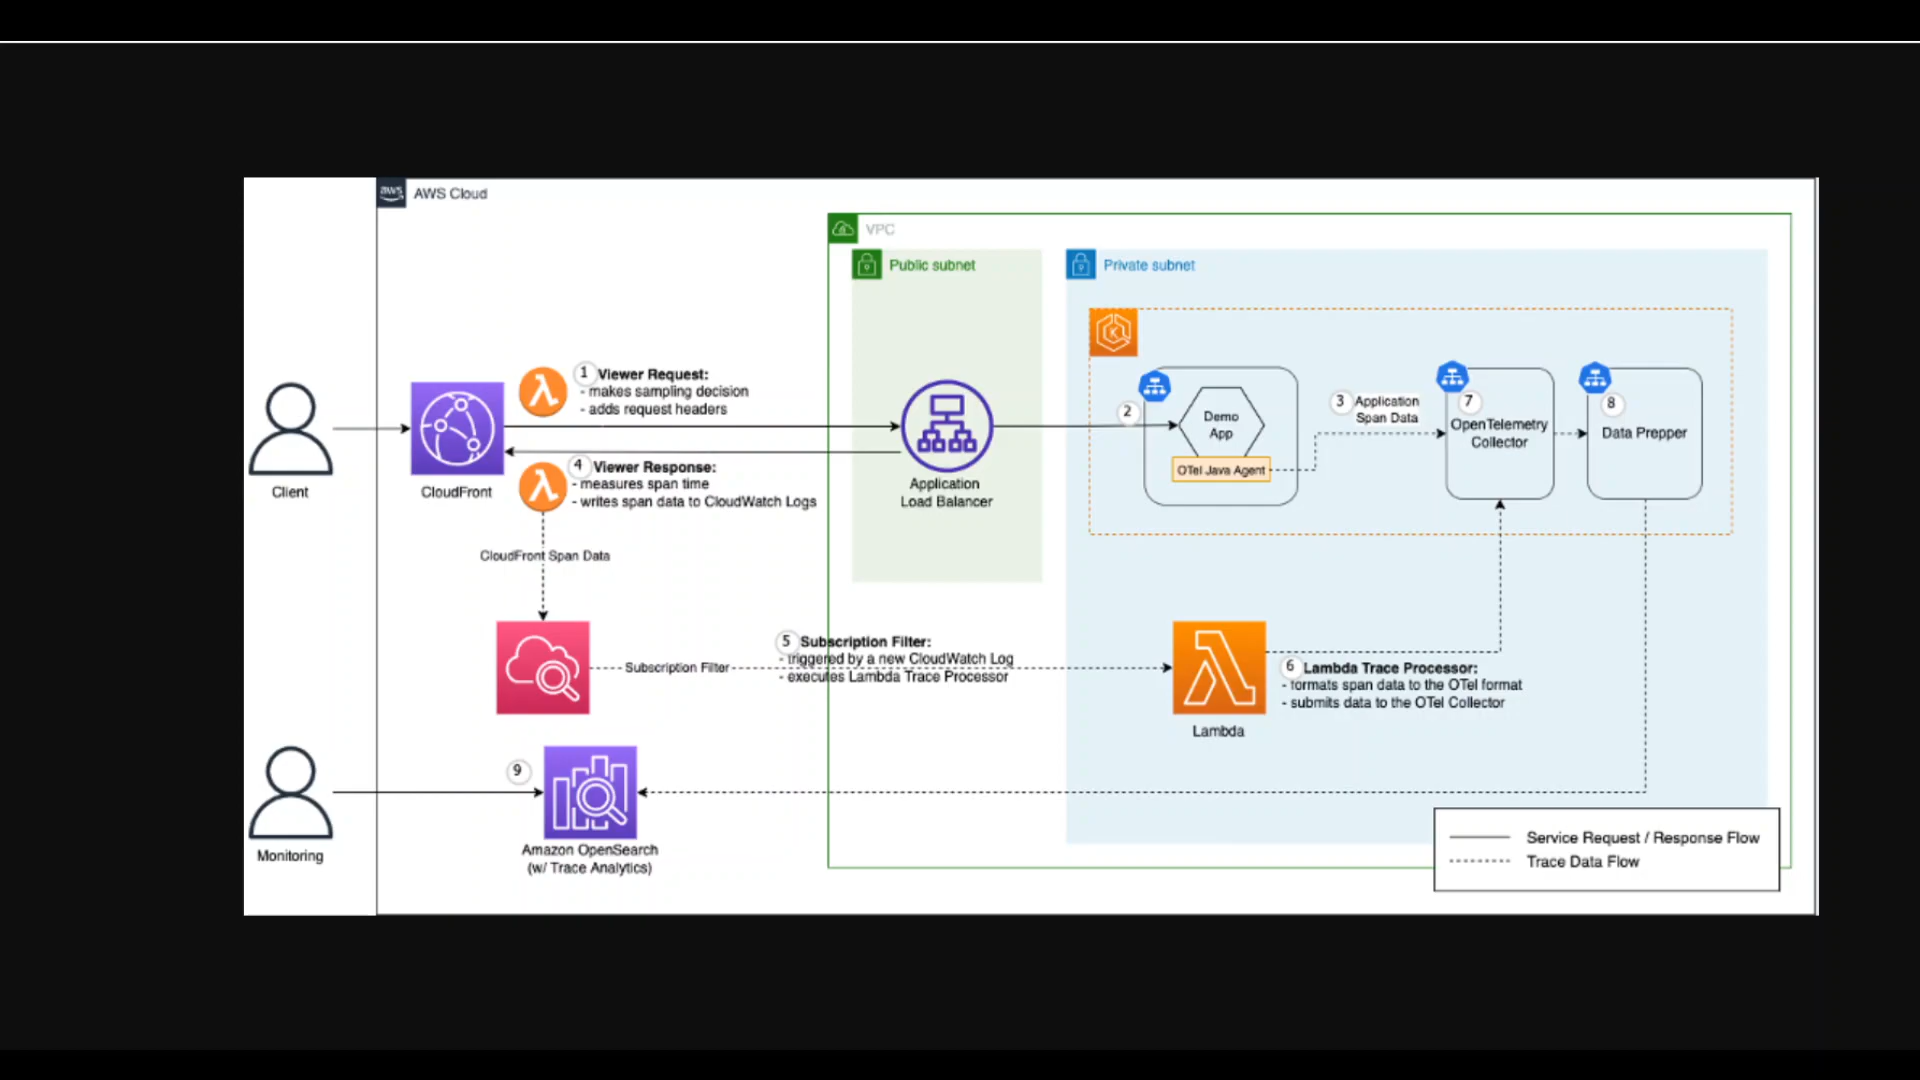 aws
AWS Cloud
VPC
Public subnet
Private subnet
1 Viewer Request:
- makes sampling decision
- adds request headers
2
Demo
App
OTel Java Agent
3 Application
Span Data
7
OpenTelemetry
Collector
8
Data Prepper
Client
CloudFront
4 Viewer Response:
- measures span time
- writes span data to CloudWatch Logs
Application
Load Balancer
CloudFront Span Data
Subscription Filter
5 Subscription Filter:
- triggered by a new CloudWatch Log
- executes Lambda Trace Processor
6 Lambda Trace Processor:
- formats span data to the OTel format
- submits data to the OTel Collector
Lambda
9
Monitoring
Amazon OpenSearch
(w/ Trace Analytics)
Service Request / Response Flow
Trace Data Flow